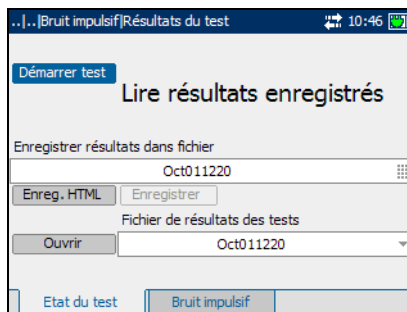 ..|..|Bruit impulsif|Résultats du test 10:46
Démarrer test
Lire résultats enregistrés
Enregistrer résultats dans fichier
Oct011220
Enreg. HTML Enregistrer
Fichier de résultats des tests
Ouvrir Oct011220
Etat du test Bruit impulsif